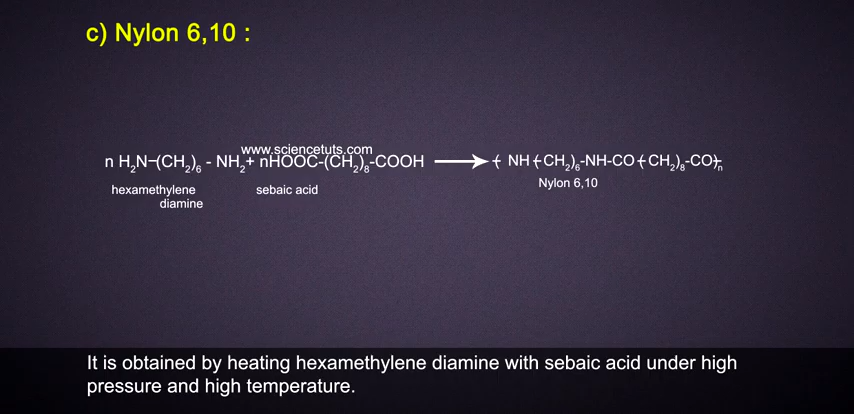 c) Nylon 6,10 :
www.sciencetuts.com
n H₂N-(CH₂)₆ - NH₂+ nHOOC-(CH₂)₈-COOH ⟶ ( NH (CH₂)₆-NH-CO (CH₂)₈-CO)ₙ
hexamethylene sebaic acid Nylon 6,10
diamine
It is obtained by heating hexamethylene diamine with sebaic acid under high
pressure and high temperature.